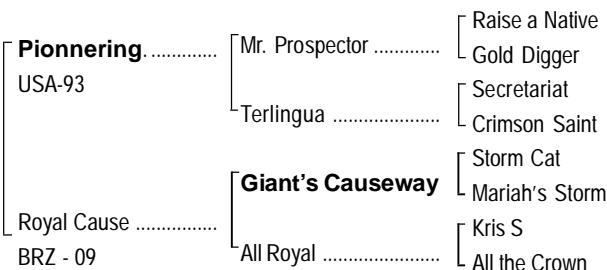 Raise a Native
Pionnering. ............. Mr. Prospector .............
Gold Digger
USA-93
Secretariat
Terlingua .....................
Crimson Saint
Storm Cat
Giant's Causeway
Mariah's Storm
Royal Cause ................
Kris S
BRZ - 09
All Royal .......................
All the Crown